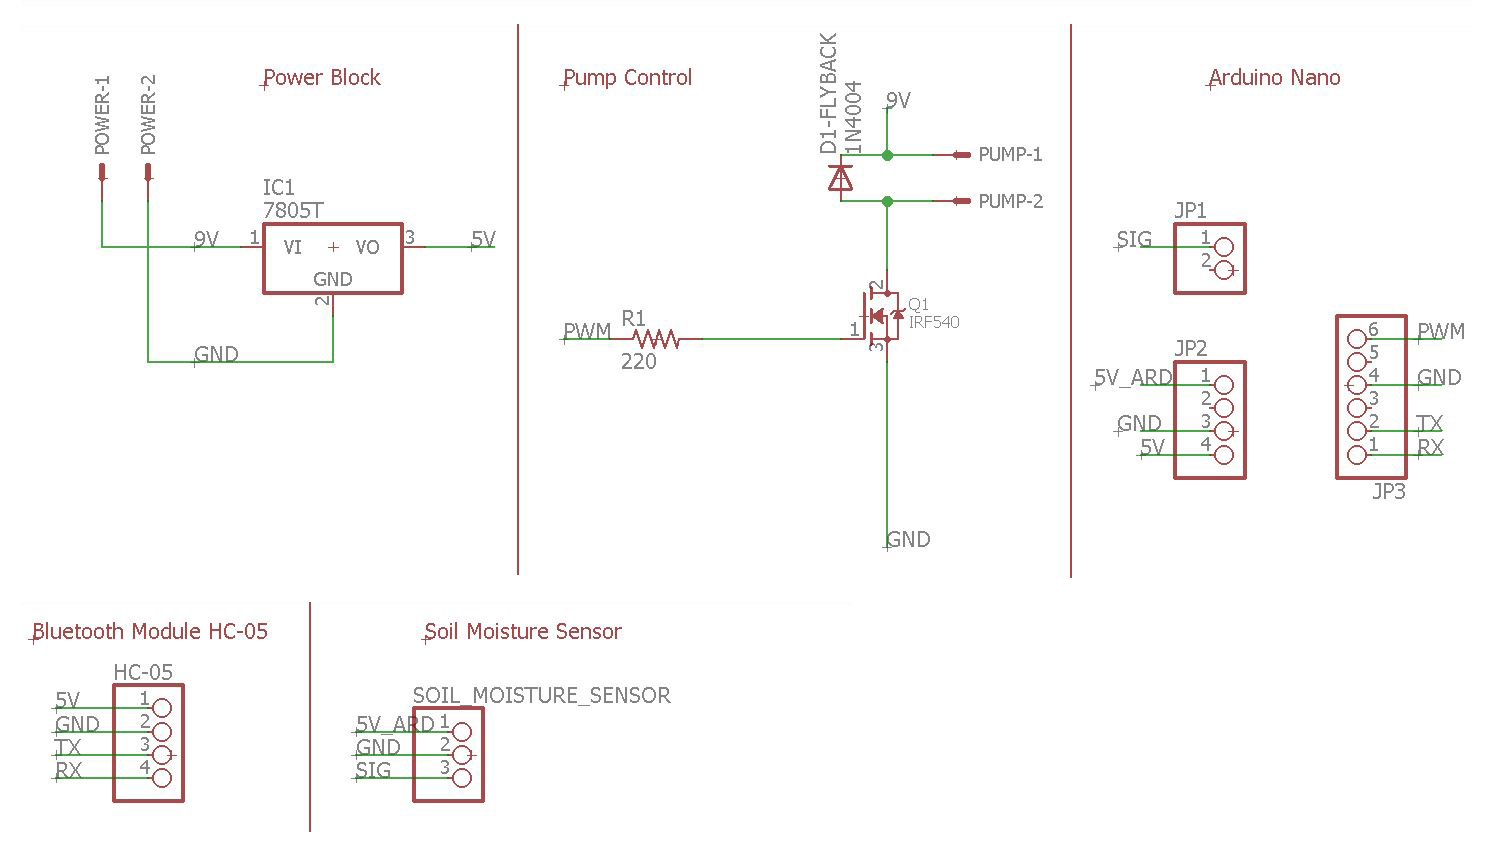 Power Block
POWER-1
POWER-2
IC1
7805T
9V
1
VI
VO
3
5V
GND
2
GND
Pump Control
D1-FLYBACK
1N4004
9V
PUMP-1
PUMP-2
PWM
R1
220
1
2
3
Q1
IRF540
GND
Arduino Nano
JP1
SIG
1
2
JP2
5V_ARD
1
2
GND
3
5V
4
6
PWM
5
4
GND
3
2
TX
1
RX
JP3
Bluetooth Module HC-05
HC-05
5V
1
GND
2
TX
3
RX
4
Soil Moisture Sensor
SOIL_MOISTURE_SENSOR
5V_ARD
1
GND
2
SIG
3